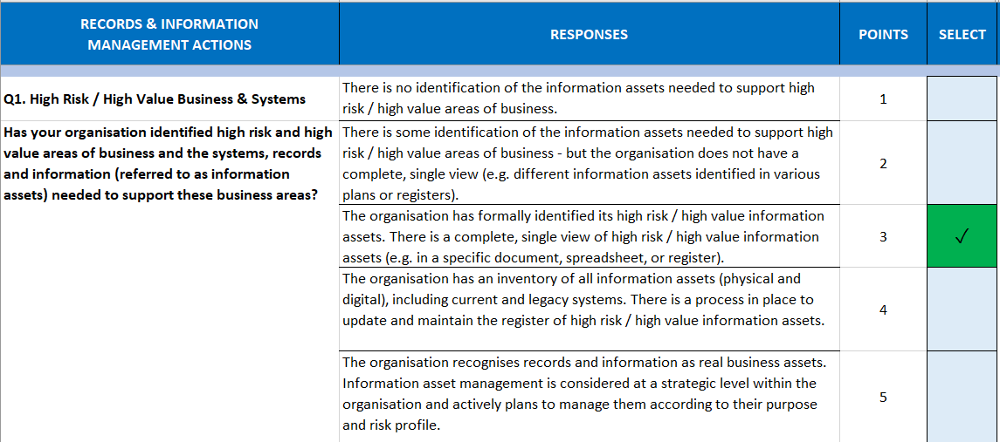 RECORDS & INFORMATION
MANAGEMENT ACTIONS
RESPONSES
POINTS
SELECT
Q1. High Risk / High Value Business & Systems
There is no identification of the information assets needed to support high
risk / high value areas of business.
1
Has your organisation identified high risk and high
value areas of business and the systems, records
and information (referred to as information
assets) needed to support these business areas?
There is some identification of the information assets needed to support high
risk / high value areas of business - but the organisation does not have a
complete, single view (e.g. different information assets identified in various
plans or registers).
2
The organisation has formally identified its high risk / high value information
assets. There is a complete, single view of high risk / high value information
assets (e.g. in a specific document, spreadsheet, or register).
3
✓
The organisation has an inventory of all information assets (physical and
digital), including current and legacy systems. There is a process in place to
update and maintain the register of high risk / high value information assets.
4
The organisation recognises records and information as real business assets.
Information asset management is considered at a strategic level within the
organisation and actively plans to manage them according to their purpose
and risk profile.
5